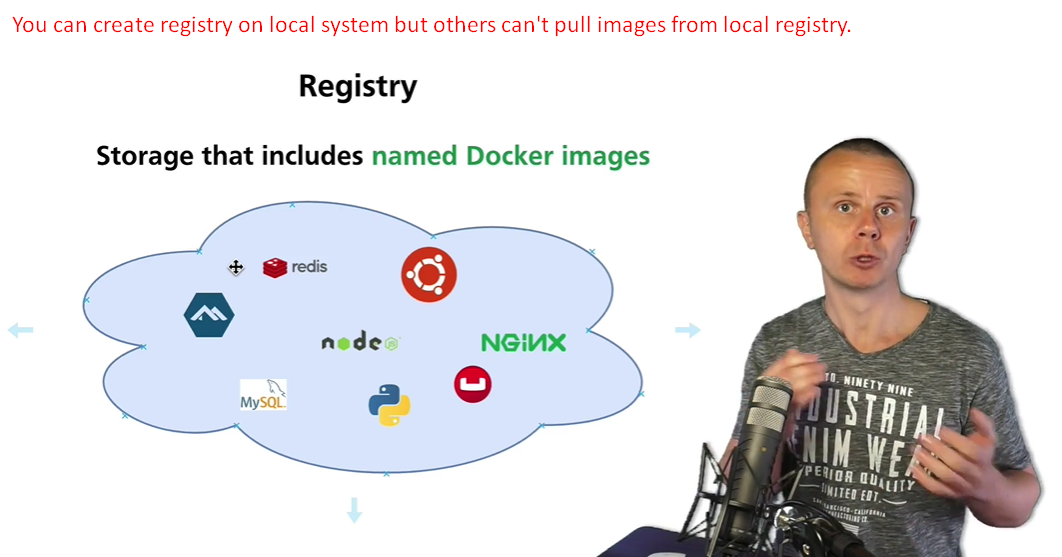 You can create registry on local system but others can't pull images from local registry.
Registry
Storage that includes named Docker images
redis
node
NGINX
MySQL
NINETY NINE
INDUSTRIAL
DENIM WE
SUPERIOR QUALITY
LIMITED EDT.